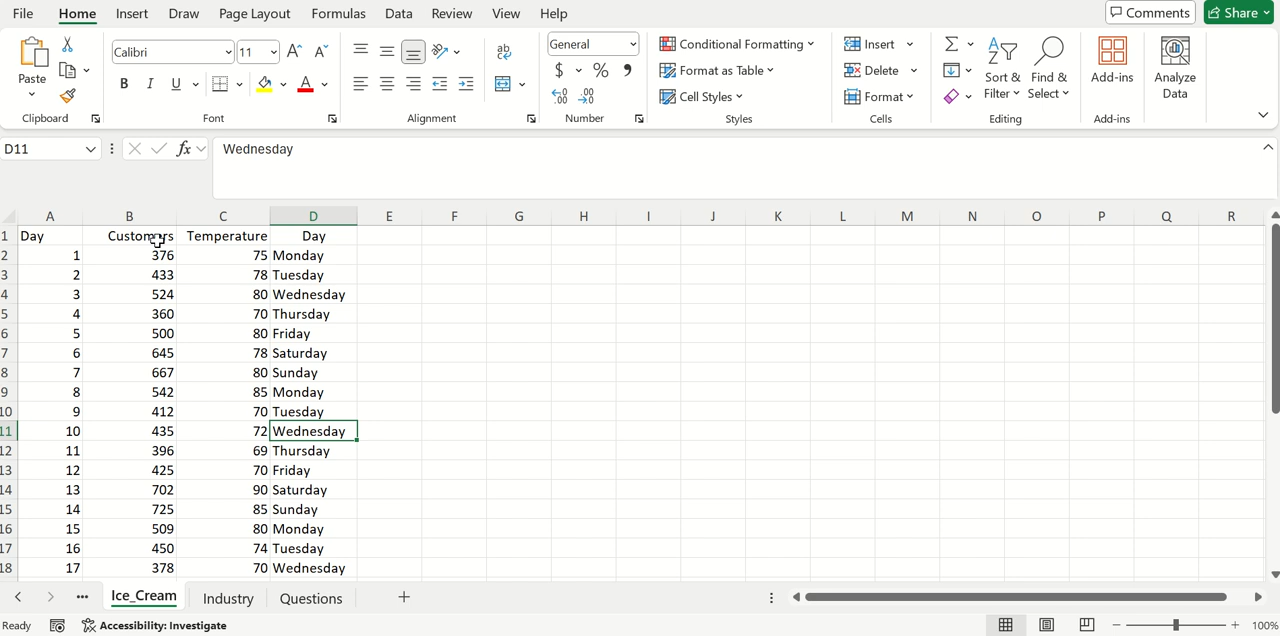 File Home Insert Draw Page Layout Formulas Data Review View Help Comments Share
Paste Calibri 11 General Conditional Formatting Insert Sort & Find & Add-ins Analyze
B I U A $ % Format as Table Delete Filter Select Data
Cell Styles Format
Clipboard Font Alignment Number Styles Cells Editing Add-ins
D11 fx Wednesday
A B C D E F G H I J K L M N O P Q R
1 Day Customers Temperature Day
2 1 376 75 Monday
3 2 433 78 Tuesday
4 3 524 80 Wednesday
5 4 360 70 Thursday
6 5 500 80 Friday
7 6 645 78 Saturday
8 7 667 80 Sunday
9 8 542 85 Monday
10 9 412 70 Tuesday
11 10 435 72 Wednesday
12 11 396 69 Thursday
13 12 425 70 Friday
14 13 702 90 Saturday
15 14 725 85 Sunday
16 15 509 80 Monday
17 16 450 74 Tuesday
18 17 378 70 Wednesday
Ice_Cream Industry Questions
Ready Accessibility: Investigate 100%